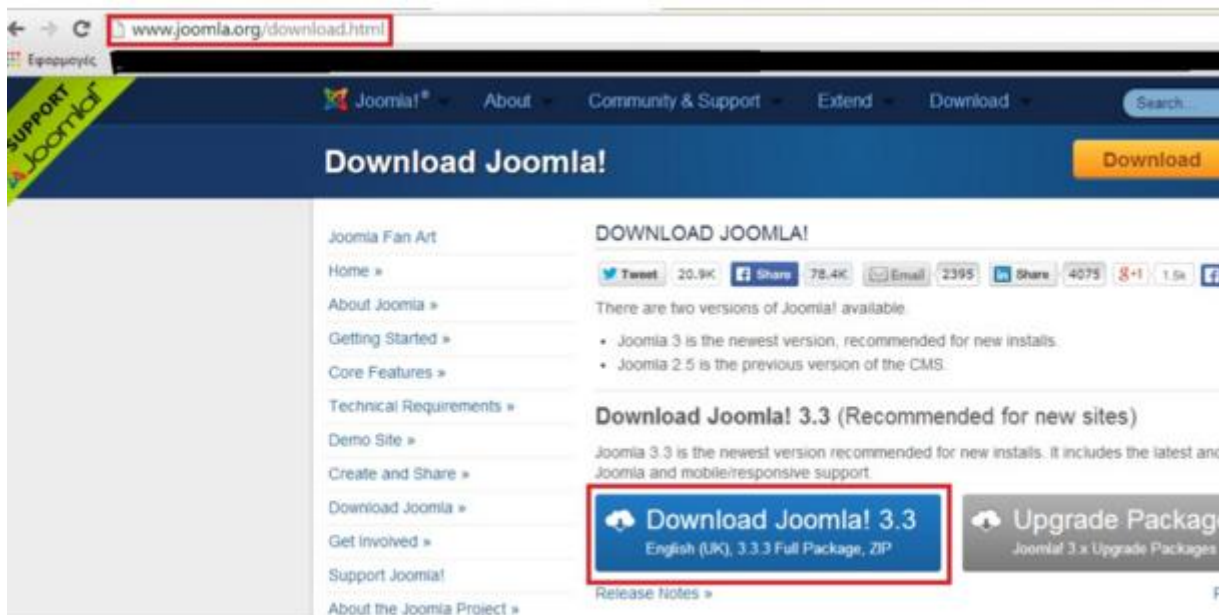 www.joomla.org/download.html
Εφαρμογές
SUPPORT Joomla!
Joomla!® About Community & Support Extend Download Search...
Download Joomla!
Download
Joomla Fan Art
Home »
About Joomla »
Getting Started »
Core Features »
Technical Requirements »
Demo Site »
Create and Share »
Download Joomla »
Get Involved »
Support Joomla!
About the Joomla Project »
DOWNLOAD JOOMLA!
Tweet 20.9K Share 78.4K Email 2395 Share 4075 g+1 1.5k
There are two versions of Joomla! available.
• Joomla 3 is the newest version, recommended for new installs.
• Joomla 2.5 is the previous version of the CMS.
Download Joomla! 3.3 (Recommended for new sites)
Joomla 3.3 is the newest version recommended for new installs. It includes the latest and
Joomla and mobile/responsive support.
Download Joomla! 3.3
English (UK), 3.3.3 Full Package, ZIP
Upgrade Packag
Joomla! 3.x Upgrade Packages
Release Notes »